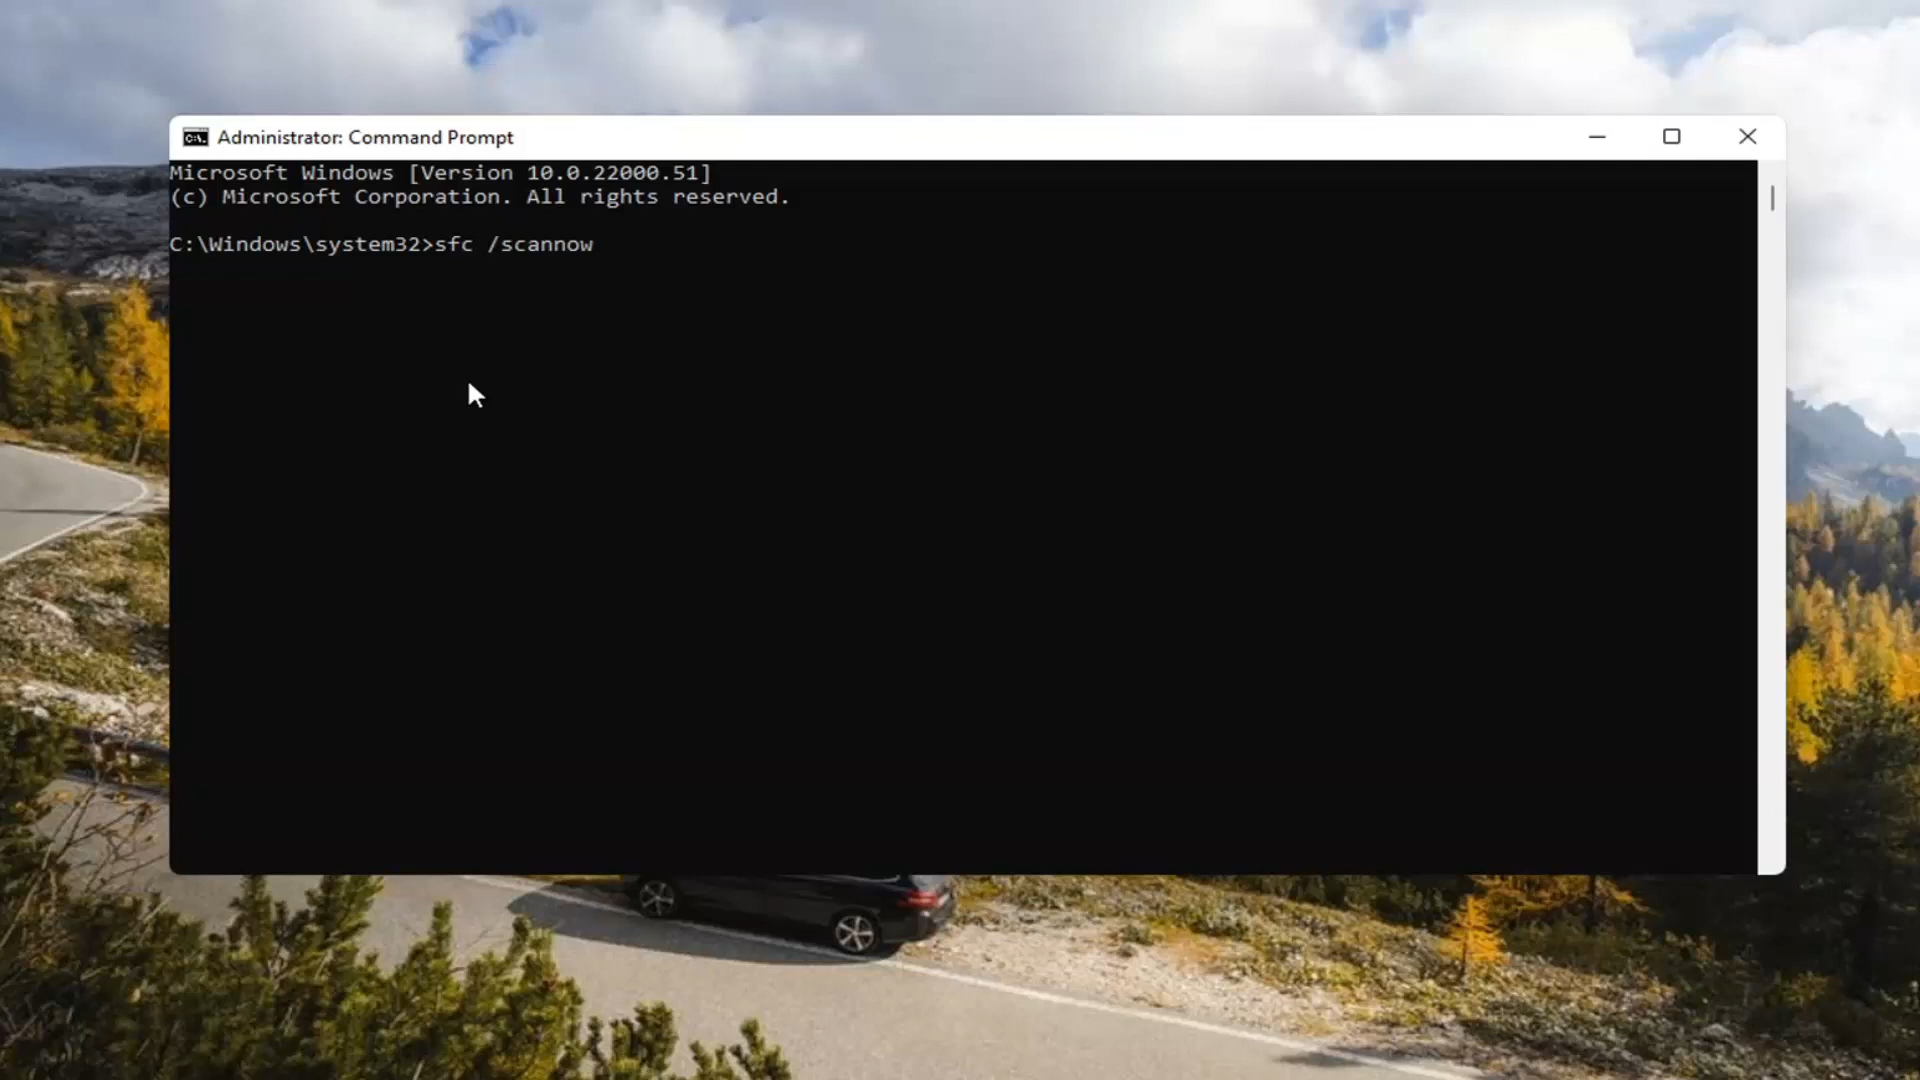 Administrator: Command Prompt
Microsoft Windows [Version 10.0.22000.51]
(c) Microsoft Corporation. All rights reserved.
C:\Windows\system32>sfc /scannow